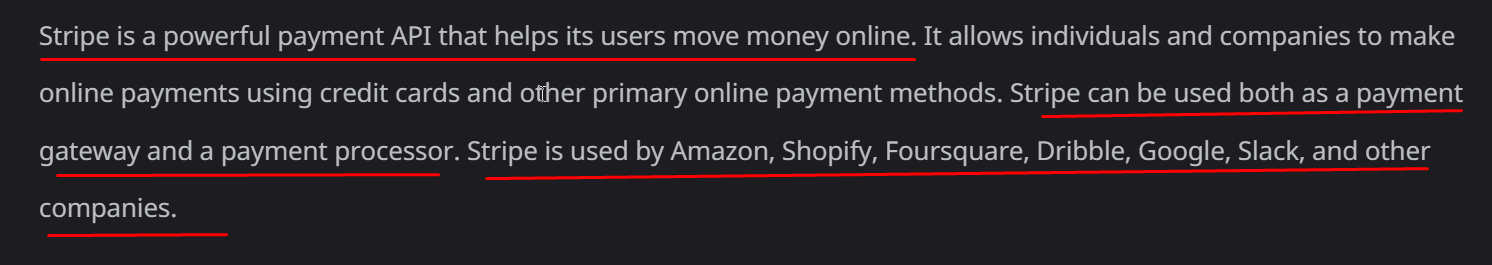 Stripe is a powerful payment API that helps its users move money online. It allows individuals and companies to make
online payments using credit cards and other primary online payment methods. Stripe can be used both as a payment
gateway and a payment processor. Stripe is used by Amazon, Shopify, Foursquare, Dribble, Google, Slack, and other
companies.